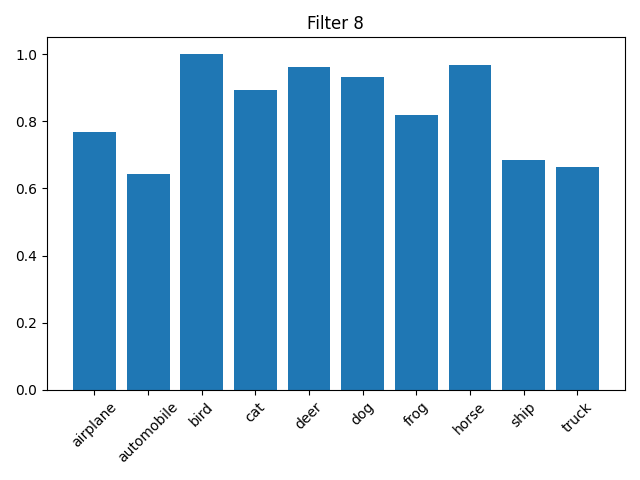 Filter 8
1.0
0.8
0.6
0.4
0.2
0.0
airplane
automobile
bird
cat
deer
dog
frog
horse
ship
truck